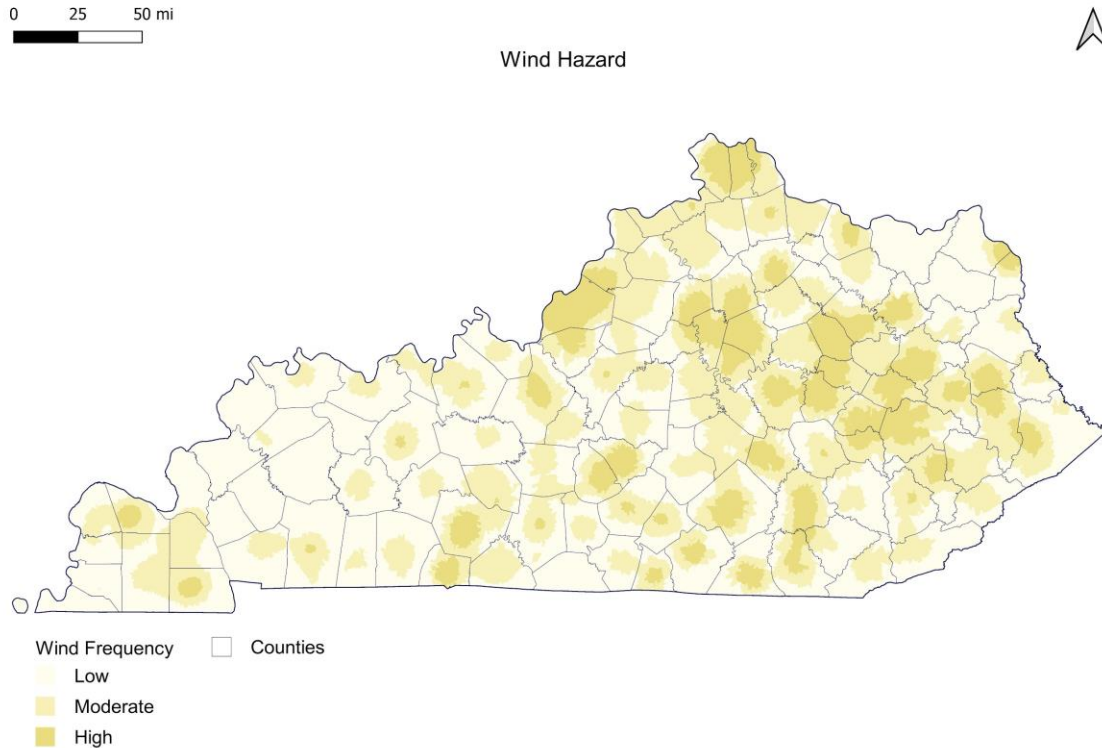 0 25 50 mi
Wind Hazard
Wind Frequency
Counties
Low
Moderate
High